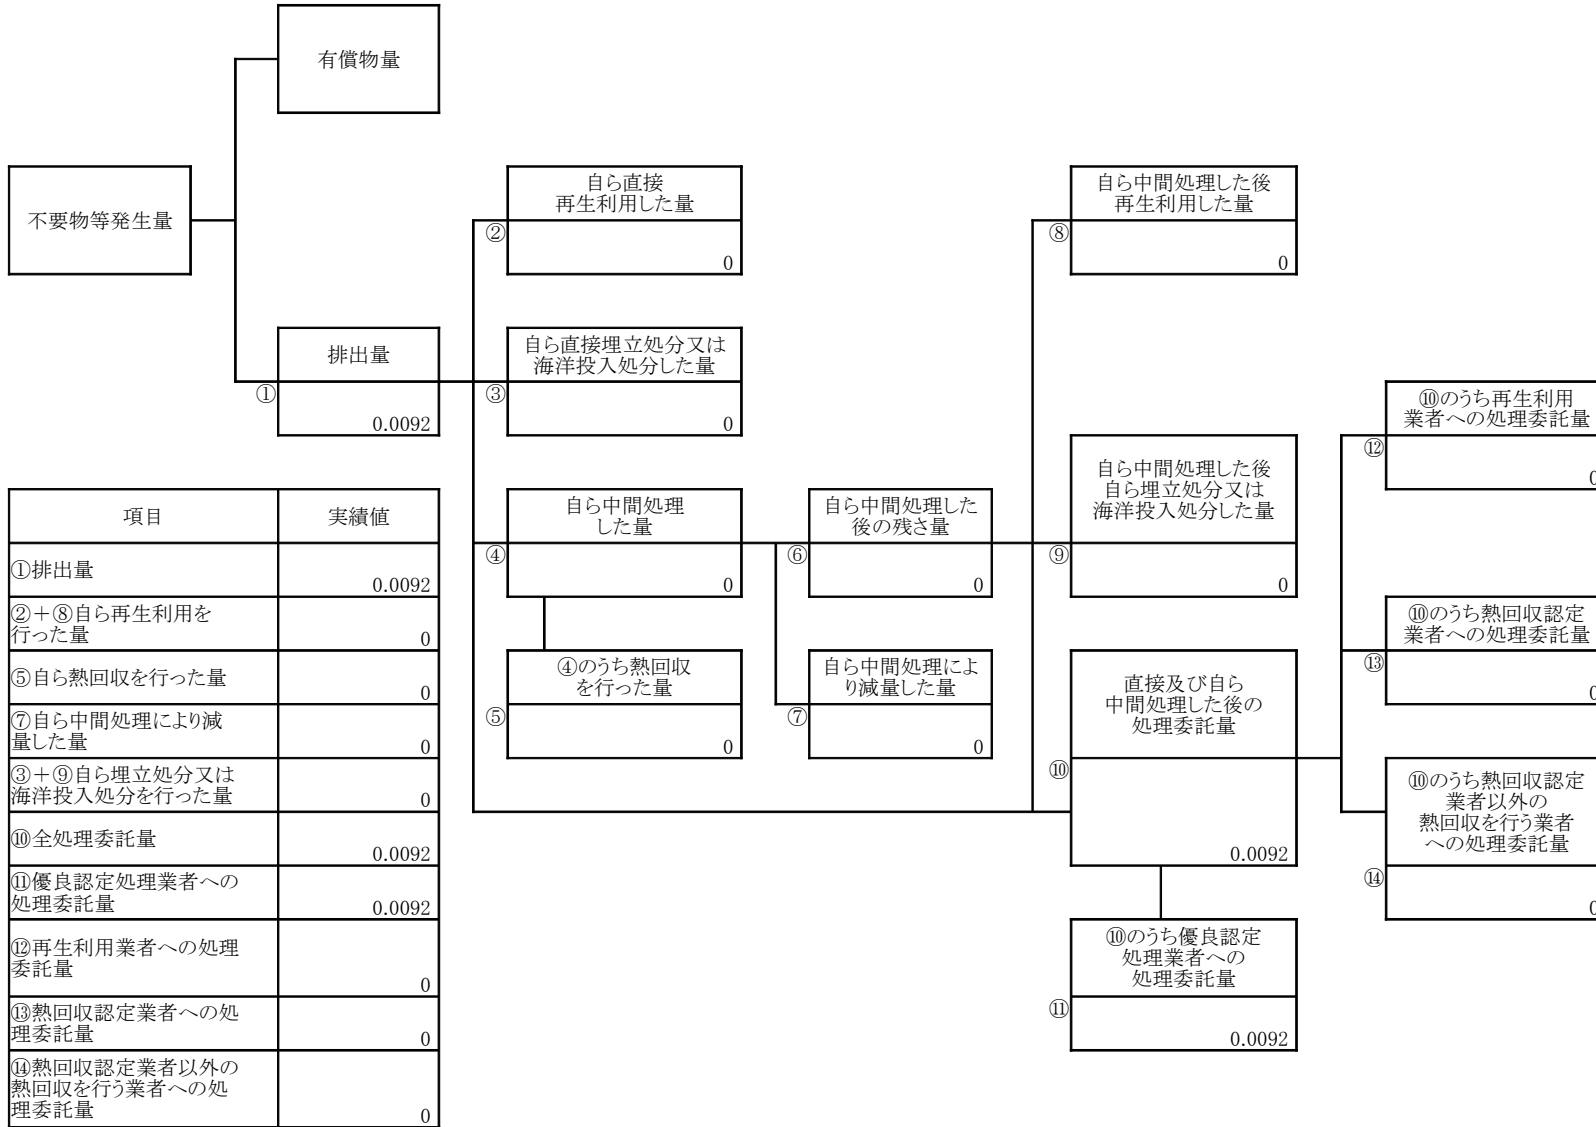 有償物量
不要物等発生量
自ら直接
再生利用した量
②
0
自ら中間処理した後
再生利用した量
⑧
0
排出量
①
0.0092
自ら直接埋立処分又は
海洋投入処分した量
③
0
⑩のうち再生利用
業者への処理委託量
⑫
0
自ら中間処理
した量
④
0
自ら中間処理した
後の残さ量
⑥
0
自ら中間処理した後
自ら埋立処分又は
海洋投入処分した量
⑨
0
⑩のうち熱回収認定
業者への処理委託量
⑬
0
④のうち熱回収
を行った量
⑤
0
自ら中間処理によ
り減量した量
⑦
0
直接及び自ら
中間処理した後の
処理委託量
⑩
0.0092
⑩のうち熱回収認定
業者以外の
熱回収を行う業者
への処理委託量
⑭
0
⑩のうち優良認定
処理業者への
処理委託量
⑪
0.0092
項目 実績値
①排出量
0.0092
②＋⑧自ら再生利用を
行った量
0
⑤自ら熱回収を行った量
0
⑦自ら中間処理により減
量した量
0
③＋⑨自ら埋立処分又は
海洋投入処分を行った量
0
⑩全処理委託量
0.0092
⑪優良認定処理業者への
処理委託量
0.0092
⑫再生利用業者への処理
委託量
0
⑬熱回収認定業者への処
理委託量
0
⑭熱回収認定業者以外の
熱回収を行う業者への処
理委託量
0